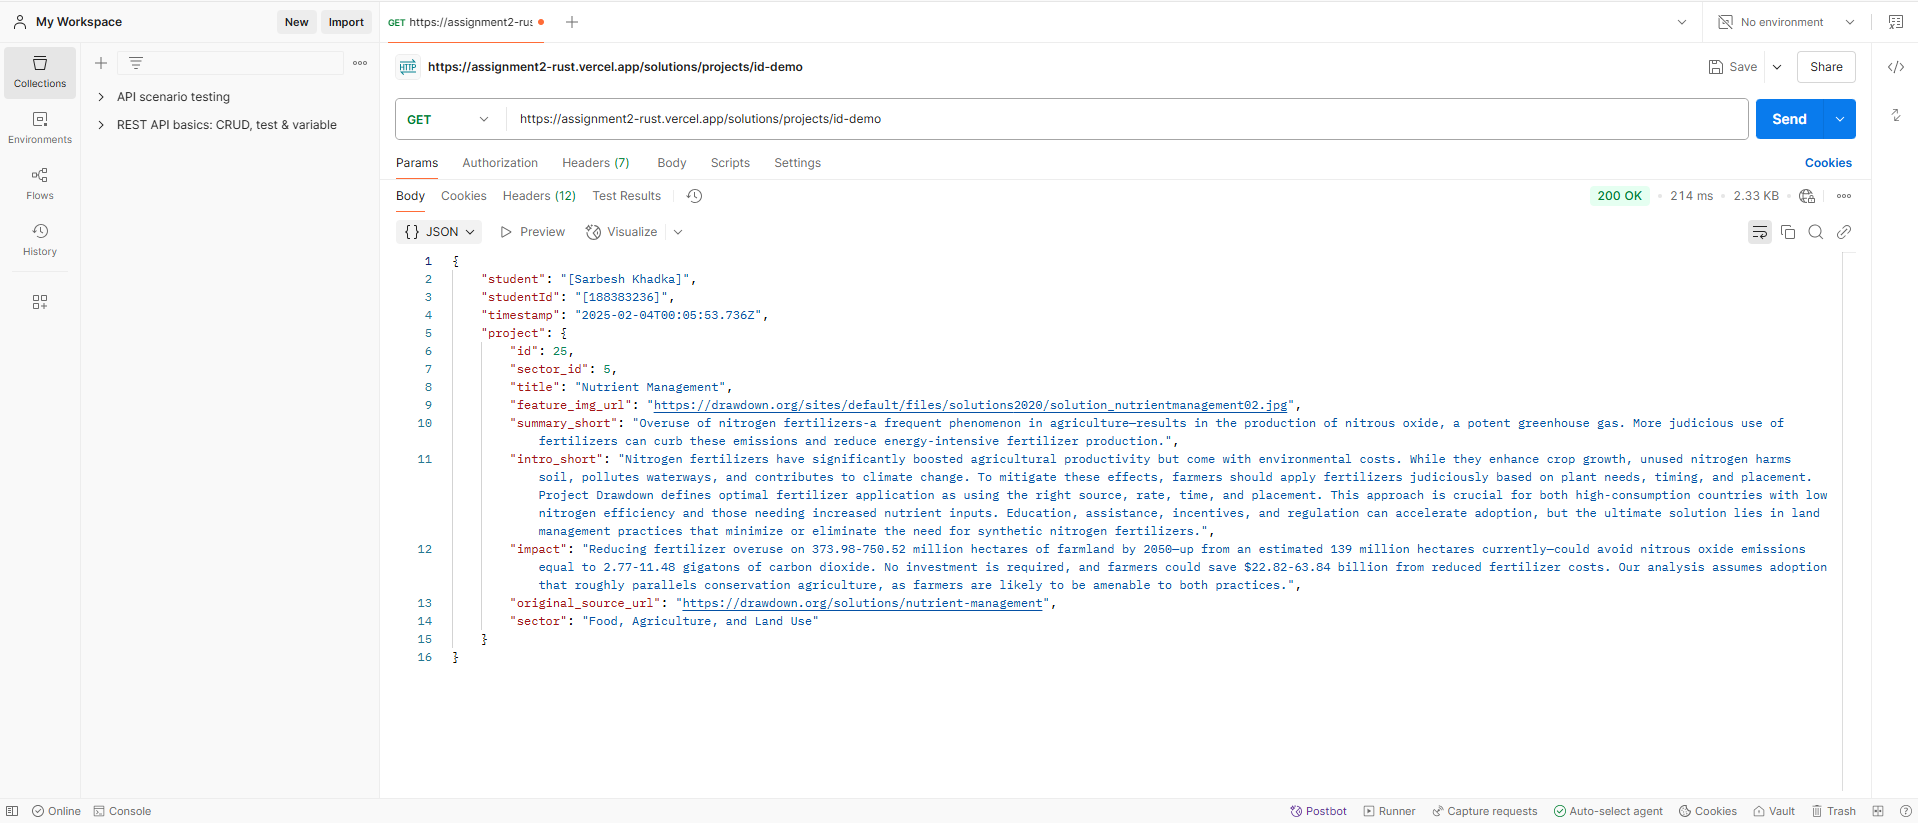 My Workspace
New
Import
GET https://assignment2-rus
No environment
Collections
Environments
Flows
History
API scenario testing
REST API basics: CRUD, test & variable
HTTP
https://assignment2-rust.vercel.app/solutions/projects/id-demo
Save
Share
GET
https://assignment2-rust.vercel.app/solutions/projects/id-demo
Send
Params
Authorization
Headers (7)
Body
Scripts
Settings
Cookies
Body
Cookies
Headers (12)
Test Results
200 OK
214 ms
2.33 KB
{} JSON
Preview
Visualize
1 {
2 "student": "[Sarbesh Khadka]",
3 "studentId": "[188383236]",
4 "timestamp": "2025-02-04T00:05:53.736Z",
5 "project": {
6 "id": 25,
7 "sector_id": 5,
8 "title": "Nutrient Management",
9 "feature_img_url": "https://drawdown.org/sites/default/files/solutions2020/solution_nutrientmanagement02.jpg",
10 "summary_short": "Overuse of nitrogen fertilizers-a frequent phenomenon in agriculture—results in the production of nitrous oxide, a potent greenhouse gas. More judicious use of
fertilizers can curb these emissions and reduce energy-intensive fertilizer production.",
11 "intro_short": "Nitrogen fertilizers have significantly boosted agricultural productivity but come with environmental costs. While they enhance crop growth, unused nitrogen harms
soil, pollutes waterways, and contributes to climate change. To mitigate these effects, farmers should apply fertilizers judiciously based on plant needs, timing, and placement.
Project Drawdown defines optimal fertilizer application as using the right source, rate, time, and placement. This approach is crucial for both high-consumption countries with low
nitrogen efficiency and those needing increased nutrient inputs. Education, assistance, incentives, and regulation can accelerate adoption, but the ultimate solution lies in land
management practices that minimize or eliminate the need for synthetic nitrogen fertilizers.",
12 "impact": "Reducing fertilizer overuse on 373.98-750.52 million hectares of farmland by 2050—up from an estimated 139 million hectares currently—could avoid nitrous oxide emissions
equal to 2.77-11.48 gigatons of carbon dioxide. No investment is required, and farmers could save $22.82-63.84 billion from reduced fertilizer costs. Our analysis assumes adoption
that roughly parallels conservation agriculture, as farmers are likely to be amenable to both practices.",
13 "original_source_url": "https://drawdown.org/solutions/nutrient-management",
14 "sector": "Food, Agriculture, and Land Use"
15 }
16 }
Online
Console
Postbot
Runner
Capture requests
Auto-select agent
Cookies
Vault
Trash